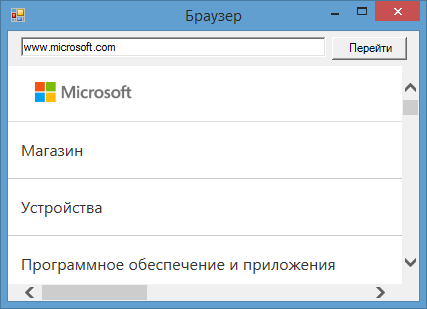 Браузер
www.microsoft.com
Перейти
Microsoft
Магазин
Устройства
Программное обеспечение и приложения